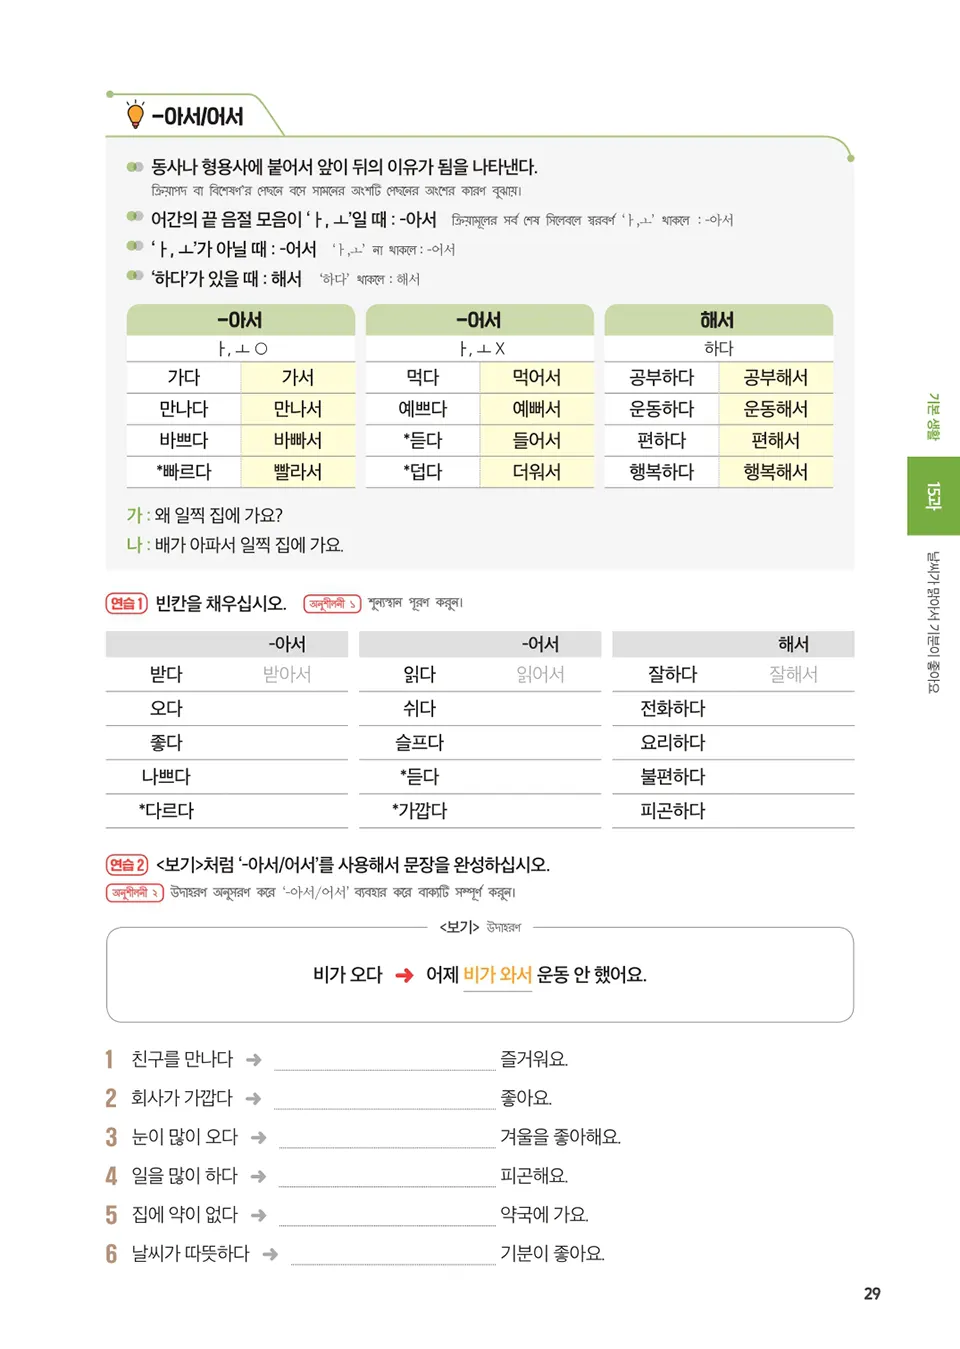 -아서/어서
동사나 형용사에 붙어서 앞이 뒤의 이유가 됨을 나타낸다.
ক্রিয়াপদ বা বিশেষণ'র পেছনে বসে সামনের অংশটি পেছনের অংশের কারণ বুঝায়।
어간의 끝 음절 모음이 'ㅏ, ㅗ'일 때 : -아서 ক্রিয়ামূলের সর্ব শেষ সিলেবলে স্বরবর্ণ 'ㅏ,ㅗ' থাকলে : -아서
'ㅏ, ㅗ'가 아닐 때 : -어서 'ㅏ,ㅗ' না থাকলে : -어서
'하다'가 있을 때 : 해서 '하다' থাকলে : 해서
-아서 -어서 해서
ㅏ, ㅗ O ㅏ, ㅗ X 하다
가다 가서 먹다 먹어서 공부하다 공부해서
만나다 만나서 예쁘다 예뻐서 운동하다 운동해서
바쁘다 바빠서 *듣다 들어서 편하다 편해서
*빠르다 빨라서 *덥다 더워서 행복하다 행복해서
가 : 왜 일찍 집에 가요?
나 : 배가 아파서 일찍 집에 가요.
연습 1 빈칸을 채우십시오. অনুশীলনী ১ শূন্যস্থান পূরণ করুন।
-아서 -어서 해서
받다 받아서 읽다 읽어서 잘하다 잘해서
오다 쉬다 전화하다
좋다 슬프다 요리하다
나쁘다 *듣다 불편하다
*다르다 *가깝다 피곤하다
연습 2 <보기>처럼 '-아서/어서'를 사용해서 문장을 완성하십시오.
অনুশীলনী ২ উদাহরণ অনুসরণ করে '-아서/어서' ব্যবহার করে বাক্যটি সম্পূর্ণ করুন।
<보기> উদাহরণ
비가 오다 ➜ 어제 비가 와서 운동 안 했어요.
1 친구를 만나다 ➜ 즐거워요.
2 회사가 가깝다 ➜ 좋아요.
3 눈이 많이 오다 ➜ 겨울을 좋아해요.
4 일을 많이 하다 ➜ 피곤해요.
5 집에 약이 없다 ➜ 약국에 가요.
6 날씨가 따뜻하다 ➜ 기분이 좋아요.
기본 생활
15과
날씨가 맑아서 기분이 좋아요
29